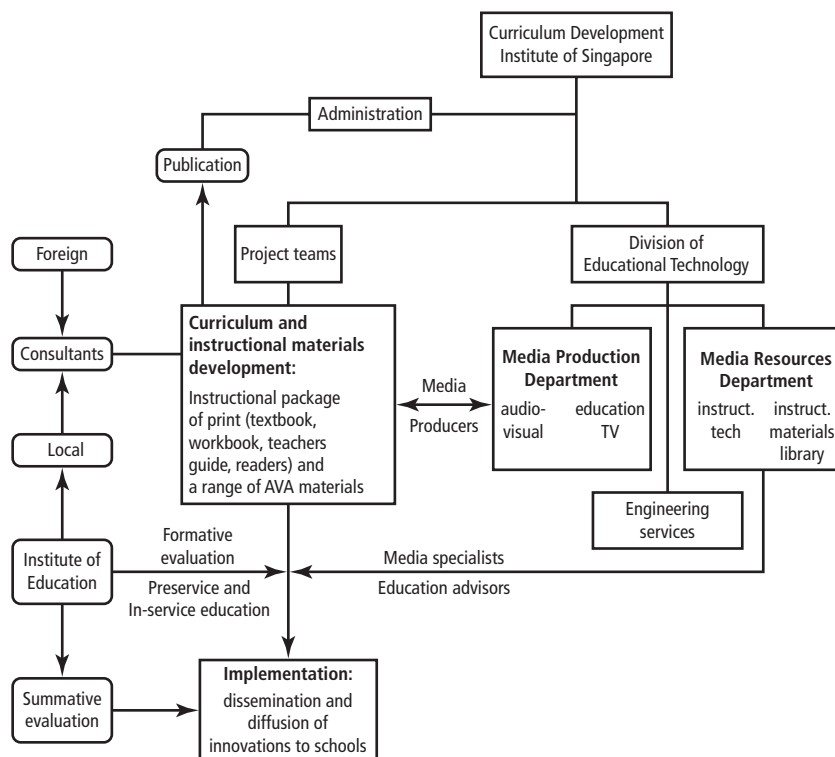 Curriculum Development
Institute of Singapore
Administration
Publication
Project teams
Division of
Educational Technology
Foreign
Consultants
Local
Institute of
Education
Summative
evaluation
Curriculum and
instructional materials
development:
Instructional package
of print (textbook,
workbook, teachers
guide, readers) and
a range of AVA materials
Media
Producers
Media Production
Department
audio-
visual
education
TV
Media Resources
Department
instruct.
tech
instruct.
materials
library
Engineering
services
Formative
evaluation
Preservice and
In-service education
Media specialists
Education advisors
Implementation:
dissemination and
diffusion of
innovations to schools